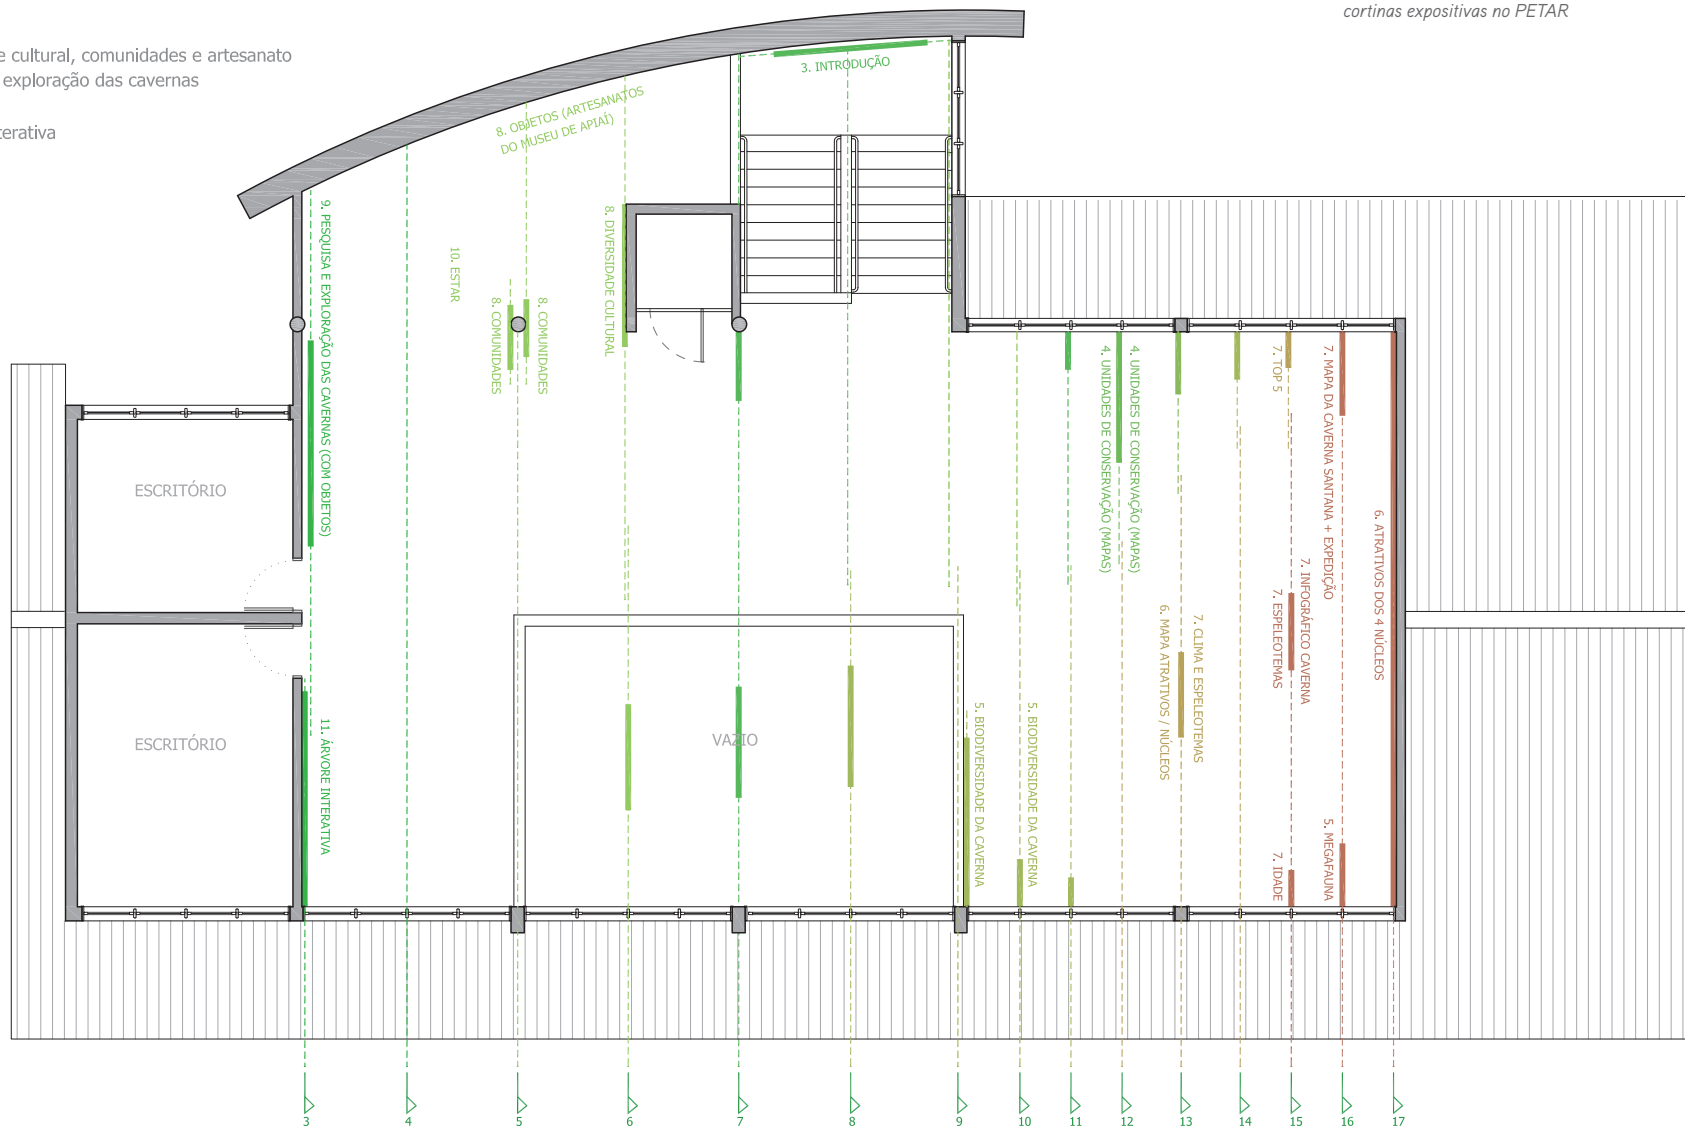 cortinas expositivas no PETAR
e cultural, comunidades e artesanato
exploração das cavernas
terativa
3. INTRODUÇÃO
8. OBJETOS (ARTESANATOS
DO MUSEU DE APIAÍ)
9. PESQUISA E EXPLORAÇÃO DAS CAVERNAS (COM OBJETOS)
10. ESTAR
8. COMUNIDADES
8. COMUNIDADES
8. DIVERSIDADE CULTURAL
4. UNIDADES DE CONSERVAÇÃO (MAPAS)
4. UNIDADES DE CONSERVAÇÃO (MAPAS)
7. TOP 5
7. MAPA DA CAVERNA SANTANA + EXPEDIÇÃO
6. ATRATIVOS DOS 4 NÚCLEOS
ESCRITÓRIO
7. INFOGRÁFICO CAVERNA
7. ESPELEOTEMAS
6. MAPA ATRATIVOS / NÚCLEOS
7. CLIMA E ESPELEOTEMAS
ESCRITÓRIO
11. ÁRVORE INTERATIVA
VAZIO
5. BIODIVERSIDADE DA CAVERNA
5. BIODIVERSIDADE DA CAVERNA
7. IDADE
5. MEGAFAUNA
3 4 5 6 7 8 9 10 11 12 13 14 15 16 17